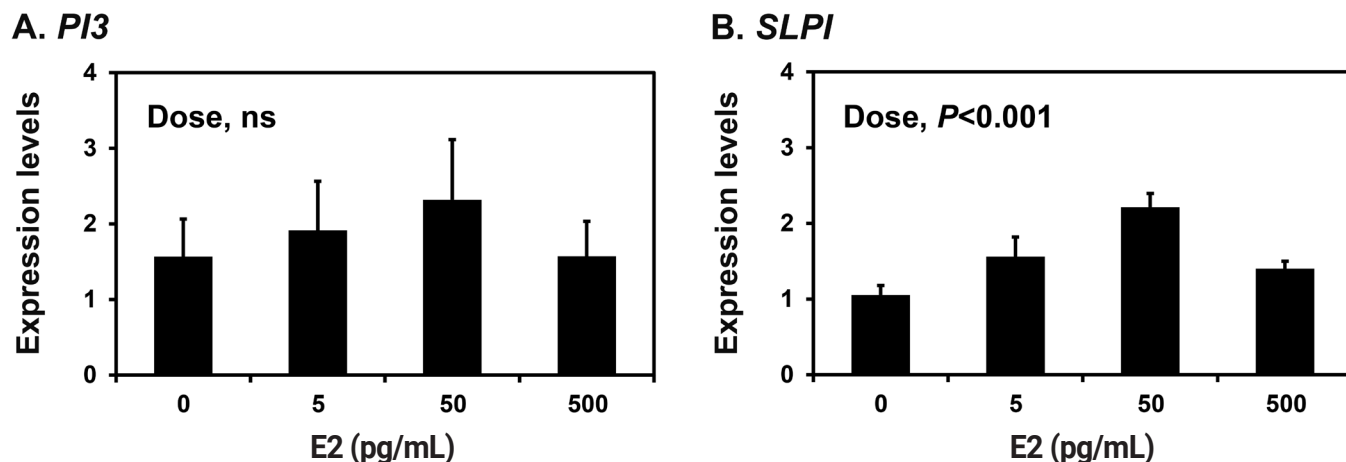 A. PI3
Expression levels
4
3
2
1
0
Dose, ns
0 5 50 500
E2 (pg/mL)
B. SLPI
Expression levels
4
3
2
1
0
Dose, P<0.001
0 5 50 500
E2 (pg/mL)